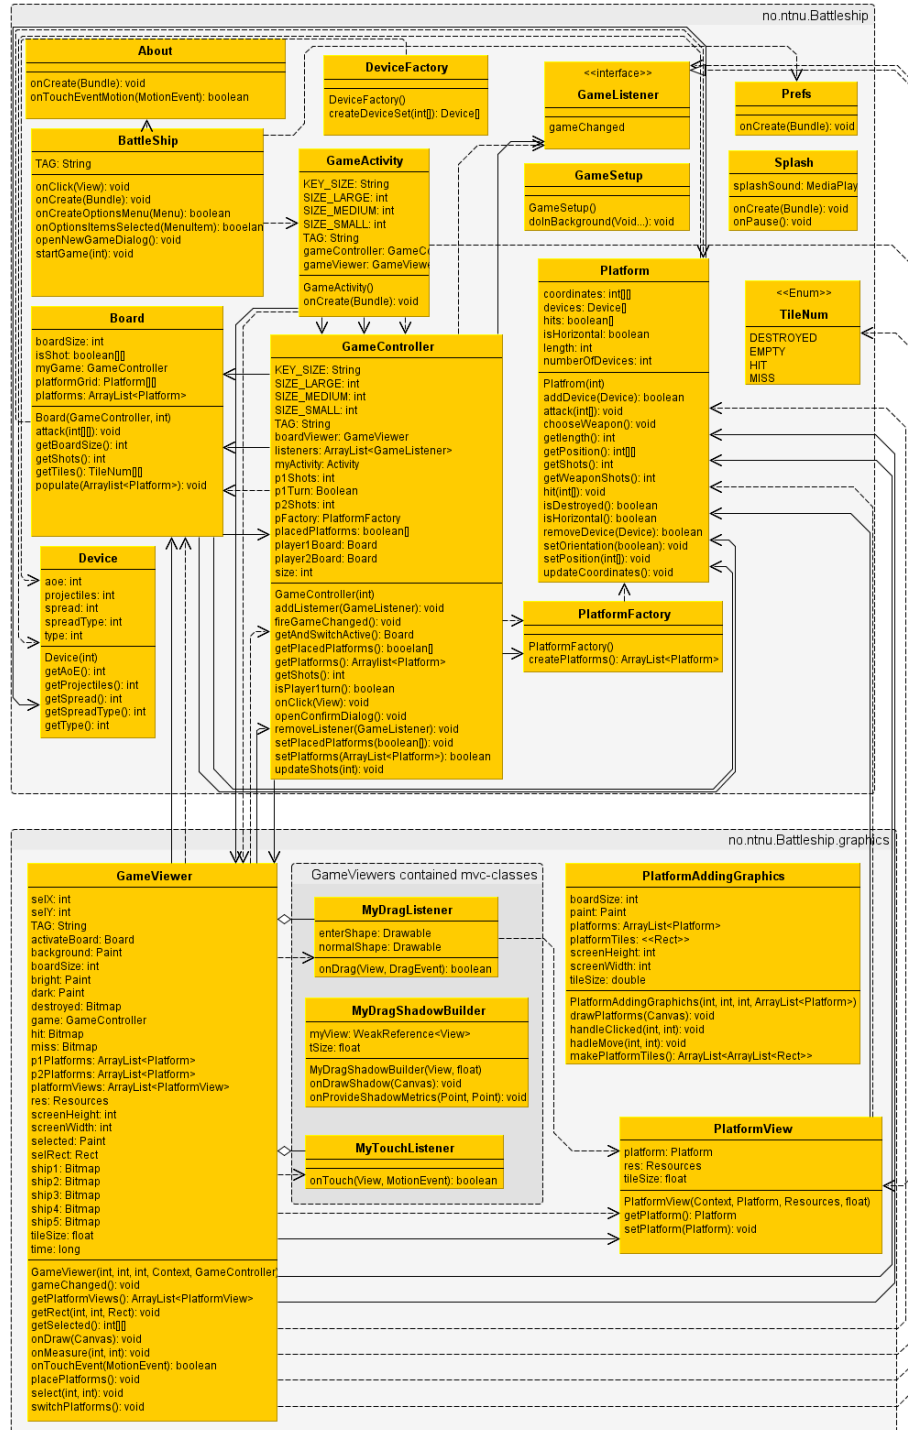 no.ntnu.Battleship
About
onCreate(Bundle): void
onTouchEventMotion(MotionEvent): boolean
DeviceFactory
DeviceFactory()
createDeviceSet(int[]): Device[]
<<interface>>
GameListener
gameChanged
Prefs
onCreate(Bundle): void
BattleShip
TAG: String
onClick(View): void
onCreate(Bundle): void
onCreateOptionsMenu(Menu): boolean
onOptionsItemsSelected(MenuItem): booelan
openNewGameDialog(): void
startGame(int): void
GameActivity
KEY_SIZE: String
SIZE_LARGE: int
SIZE_MEDIUM: int
SIZE_SMALL: int
TAG: String
gameController: GameCo
gameViewer: GameViewe
GameActivity()
onCreate(Bundle): void
GameSetup
GameSetup()
doInBackground(Void...): void
Splash
splashSound: MediaPlay
onCreate(Bundle): void
onPause(): void
Platform
coordinates: int[][]
devices: Device[]
hits: boolean[]
isHorizontal: boolean
length: int
numberOfDevices: int
Platfrom(int)
addDevice(Device): boolean
attack(int[]): void
chooseWeapon(): void
getlength(): int
getPosition(): int[][]
getShots(): int
getWeaponShots(): int
hit(int[]): void
isDestroyed(): boolean
isHorizontal(): boolean
removeDevice(Device): boolean
setOrientation(boolean): void
setPosition(int[]): void
updateCoordinates(): void
<<Enum>>
TileNum
DESTROYED
EMPTY
HIT
MISS
Board
boardSize: int
isShot: boolean[][]
myGame: GameController
platformGrid: Platform[][]
platforms: ArrayList<Platform>
Board(GameController, int)
attack(int[][]): void
getBoardSize(): int
getShots(): int
getTiles(): TileNum[][]
populate(Arraylist<Platform>): void
GameController
KEY_SIZE: String
SIZE_LARGE: int
SIZE_MEDIUM: int
SIZE_SMALL: int
TAG: String
boardViewer: GameViewer
listeners: ArrayList<GameListener>
myActivity: Activity
p1Shots: int
p1Turn: Boolean
p2Shots: int
pFactory: PlatformFactory
placedPlatforms: boolean[]
player1Board: Board
player2Board: Board
size: int
GameController(int)
addListemer(GameListener): void
fireGameChanged(): void
getAndSwitchActive(): Board
getPlacedPlatforms(): booelan[]
getPlatforms(): Arraylist<Platform>
getShots(): int
isPlayer1turn(): boolean
onClick(View): void
openConfirmDialog(): void
removeListener(GameListener): void
setPlacedPlatforms(boolean[]): void
setPlatforms(ArrayList<Platform>): boolean
updateShots(int): void
Device
aoe: int
projectiles: int
spread: int
spreadType: int
type: int
Device(int)
getAoE(): int
getProjectiles(): int
getSpread(): int
getSpreadType(): int
getType(): int
PlatformFactory
PlatformFactory()
createPlatforms(): ArrayList<Platform>
no.ntnu.Battleship.graphics
GameViewer
selX: int
selY: int
TAG: String
activateBoard: Board
background: Paint
boardSize: int
bright: Paint
dark: Paint
destroyed: Bitmap
game: GameController
hit: Bitmap
miss: Bitmap
p1Platforms: ArrayList<Platform>
p2Platforms: ArrayList<Platform>
platformViews: ArrayList<PlatformView>
res: Resources
screenHeight: int
screenWidth: int
selected: Paint
selRect: Rect
ship1: Bitmap
ship2: Bitmap
ship3: Bitmap
ship4: Bitmap
ship5: Bitmap
tileSize: float
time: long
GameViewer(int, int, int, Context, GameController
gameChanged(): void
getPlatformViews(): ArrayList<PlatformView>
getRect(int, int, Rect): void
getSelected(): int[][]
onDraw(Canvas): void
onMeasure(int, int): void
onTouchEvent(MotionEvent): boolean
placePlatforms(): void
select(int, int): void
switchPlatforms(): void
GameViewers contained mvc-classes
MyDragListener
enterShape: Drawable
normalShape: Drawable
onDrag(View, DragEvent): boolean
MyDragShadowBuilder
myView: WeakReference<View>
tSize: float
MyDragShadowBuilder(View, float)
onDrawShadow(Canvas): void
onProvideShadowMetrics(Point, Point): void
MyTouchListener
onTouch(View, MotionEvent): boolean
PlatformAddingGraphics
boardSize: int
paint: Paint
platforms: ArrayList<Platform>
platformTiles: <<Rect>>
screenHeight: int
screenWidth: int
tileSize: double
PlatformAddingGraphichs(int, int, int, ArrayList<Platform>)
drawPlatforms(Canvas): void
handleClicked(int, int): void
hadleMove(int, int): void
makePlatformTiles(): ArrayList<ArrayList<Rect>>
PlatformView
platform: Platform
res: Resources
tileSize: float
PlatformView(Context, Platform, Resources, float)
getPlatform(): Platform
setPlatform(Platform): void